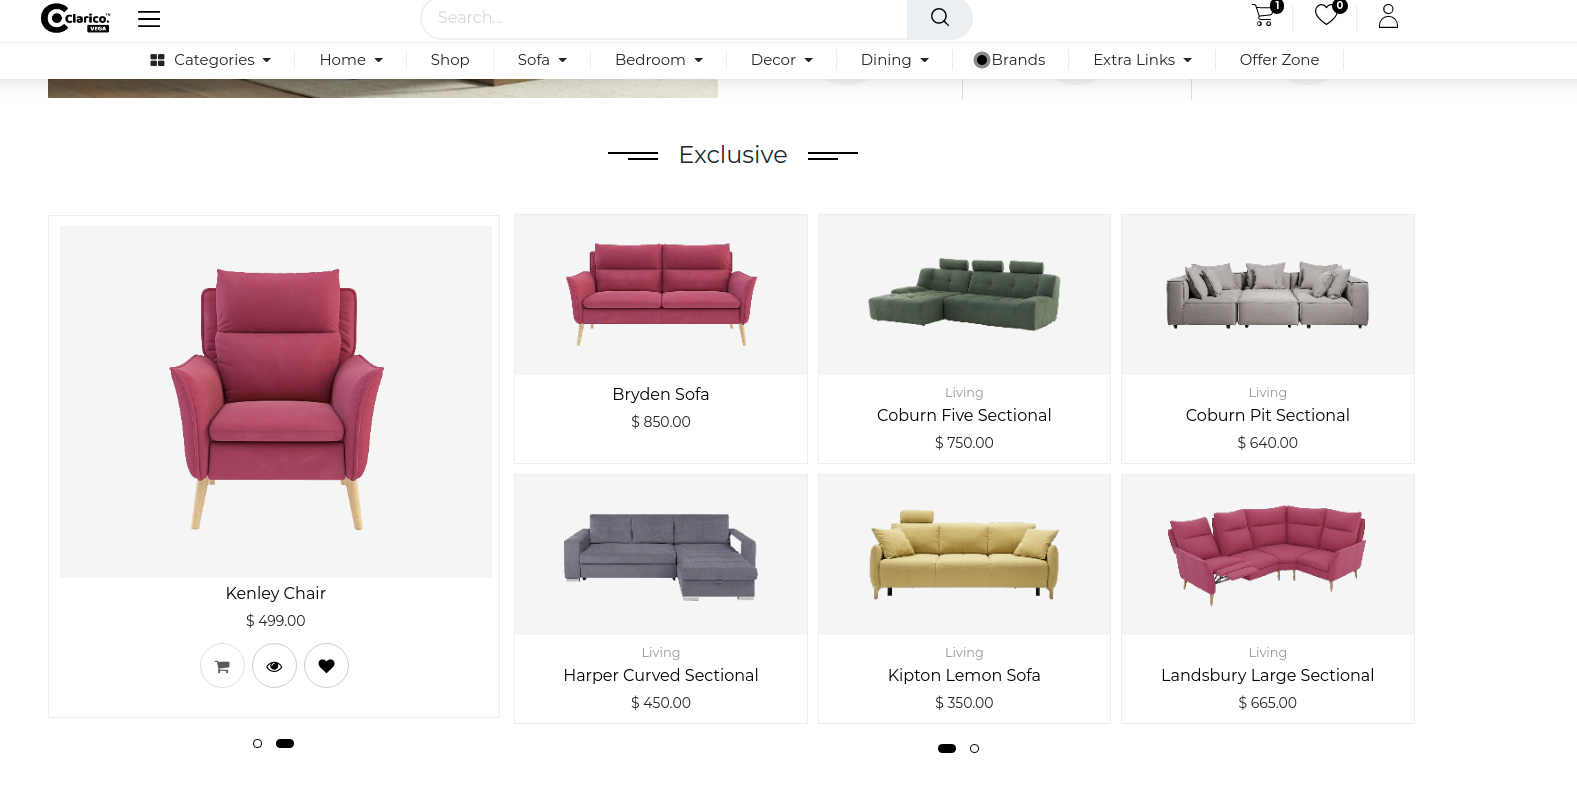 Clarico.™
VEGA
Search...
1
0
Categories
Home
Shop
Sofa
Bedroom
Decor
Dining
Brands
Extra Links
Offer Zone
Exclusive
Kenley Chair
$ 499.00
Bryden Sofa
$ 850.00
Living
Coburn Five Sectional
$ 750.00
Living
Coburn Pit Sectional
$ 640.00
Living
Harper Curved Sectional
$ 450.00
Living
Kipton Lemon Sofa
$ 350.00
Living
Landsbury Large Sectional
$ 665.00